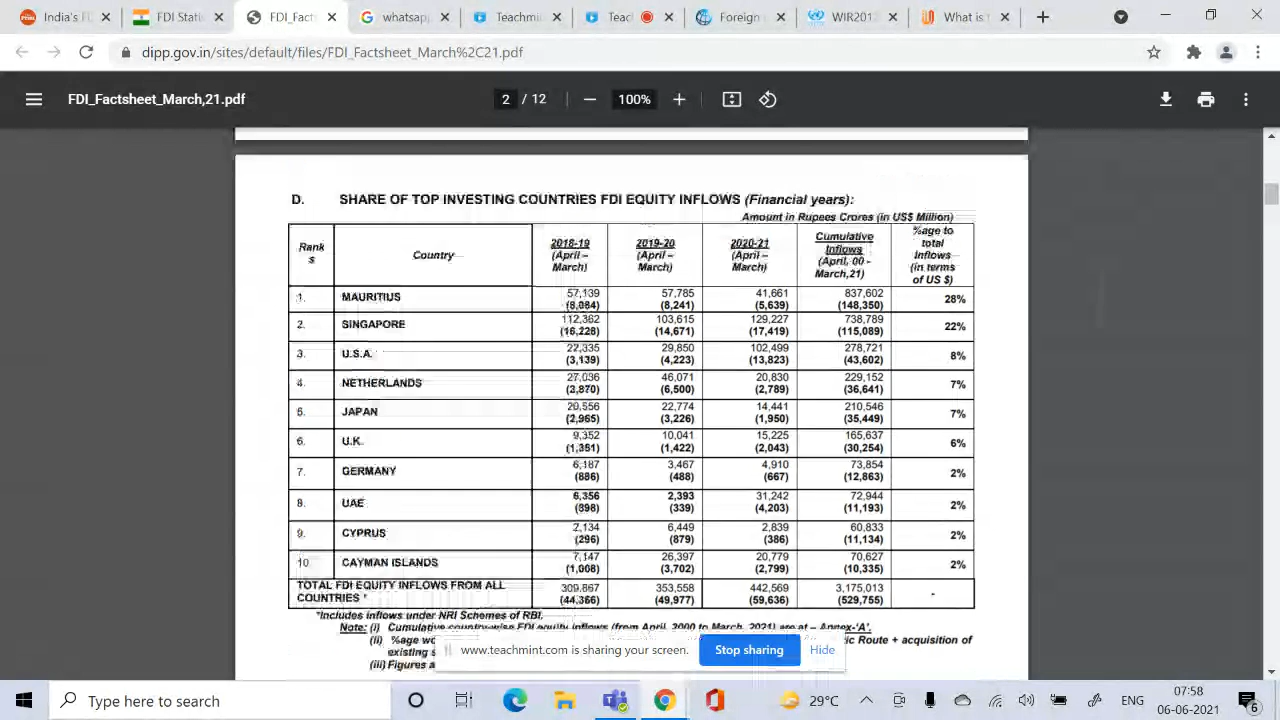 India's FI
FDI Statis
FDI_Fact
whatsapp
Teachmin
Teac
Foreign
WIR2012
What is t
dipp.gov.in/sites/default/files/FDI_Factsheet_March%2C21.pdf
FDI_Factsheet_March,21.pdf
2 / 12
100%
D. SHARE OF TOP INVESTING COUNTRIES FDI EQUITY INFLOWS (Financial years):
Amount in Rupees Crores (in US$ Million)
Ranks Country 2018-19 (April – March) 2019-20 (April – March) 2020-21 (April – March) Cumulative Inflows (April, 00 - March,21) %age to total Inflows (in terms of US $)
1. MAURITIUS 57,139 (8,084) 57,785 (8,241) 41,661 (5,639) 837,602 (148,350) 28%
2. SINGAPORE 112,362 (16,228) 103,615 (14,671) 129,227 (17,419) 738,789 (115,089) 22%
3. U.S.A. 22,335 (3,139) 29,850 (4,223) 102,499 (13,823) 278,721 (43,602) 8%
4. NETHERLANDS 27,036 (3,870) 46,071 (6,500) 20,830 (2,789) 229,152 (36,641) 7%
5. JAPAN 20,556 (2,965) 22,774 (3,226) 14,441 (1,950) 210,546 (35,449) 7%
6. U.K. 9,352 (1,351) 10,041 (1,422) 15,225 (2,043) 165,637 (30,254) 6%
7. GERMANY 6,187 (886) 3,467 (488) 4,910 (667) 73,854 (12,863) 2%
8. UAE 6,356 (898) 2,393 (339) 31,242 (4,203) 72,944 (11,193) 2%
9. CYPRUS 2,134 (296) 6,449 (879) 2,839 (386) 60,833 (11,134) 2%
10 CAYMAN ISLANDS 7,147 (1,008) 26,397 (3,702) 20,779 (2,799) 70,627 (10,335) 2%
TOTAL FDI EQUITY INFLOWS FROM ALL COUNTRIES * 309,867 (44,366) 353,558 (49,977) 442,569 (59,636) 3,175,013 (529,755) -
*Includes inflows under NRI Schemes of RBI.
Note: (i) Cumulative country-wise FDI equity inflows (from April, 2000 to March, 2021) are at – Annex-'A'.
(ii) %age wo ic Route + acquisition of
existing s
(iii) Figures a
www.teachmint.com is sharing your screen. Stop sharing Hide
Type here to search
29°C
ENG
07:58
06-06-2021
6